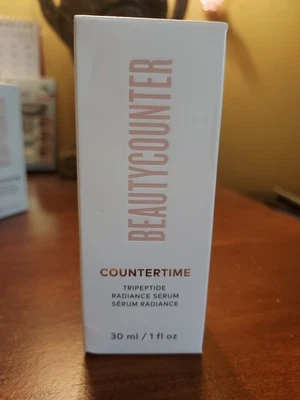 BEAUTYCOUNTER
COUNTERTIME
TRIPEPTIDE
RADIANCE SERUM
SÉRUM RADIANCE
30 ml / 1 fl oz